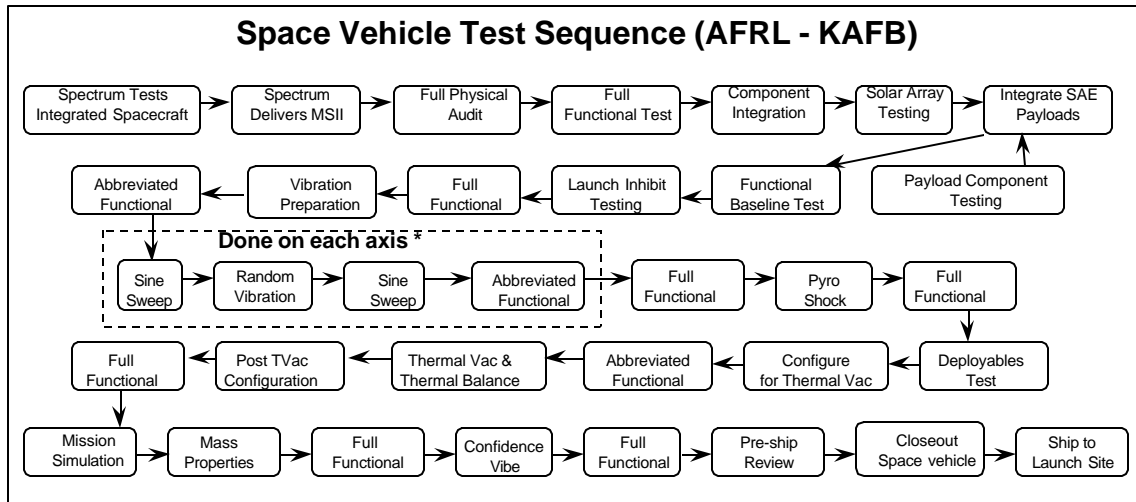 Space Vehicle Test Sequence (AFRL - KAFB)
Spectrum Tests
Integrated Spacecraft
Spectrum
Delivers MSII
Full Physical
Audit
Full
Functional Test
Component
Integration
Solar Array
Testing
Integrate SAE
Payloads
Abbreviated
Functional
Vibration
Preparation
Full
Functional
Launch Inhibit
Testing
Functional
Baseline Test
Payload Component
Testing
Done on each axis *
Sine
Sweep
Random
Vibration
Sine
Sweep
Abbreviated
Functional
Full
Functional
Pyro
Shock
Full
Functional
Full
Functional
Post TVac
Configuration
Thermal Vac &
Thermal Balance
Abbreviated
Functional
Configure
for Thermal Vac
Deployables
Test
Mission
Simulation
Mass
Properties
Full
Functional
Confidence
Vibe
Full
Functional
Pre-ship
Review
Closeout
Space vehicle
Ship to
Launch Site